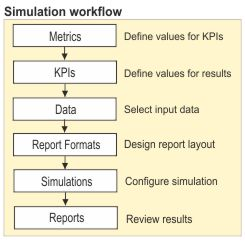 Simulation workflow
Metrics Define values for KPIs
KPIs Define values for results
Data Select input data
Report Formats Design report layout
Simulations Configure simulation
Reports Review results